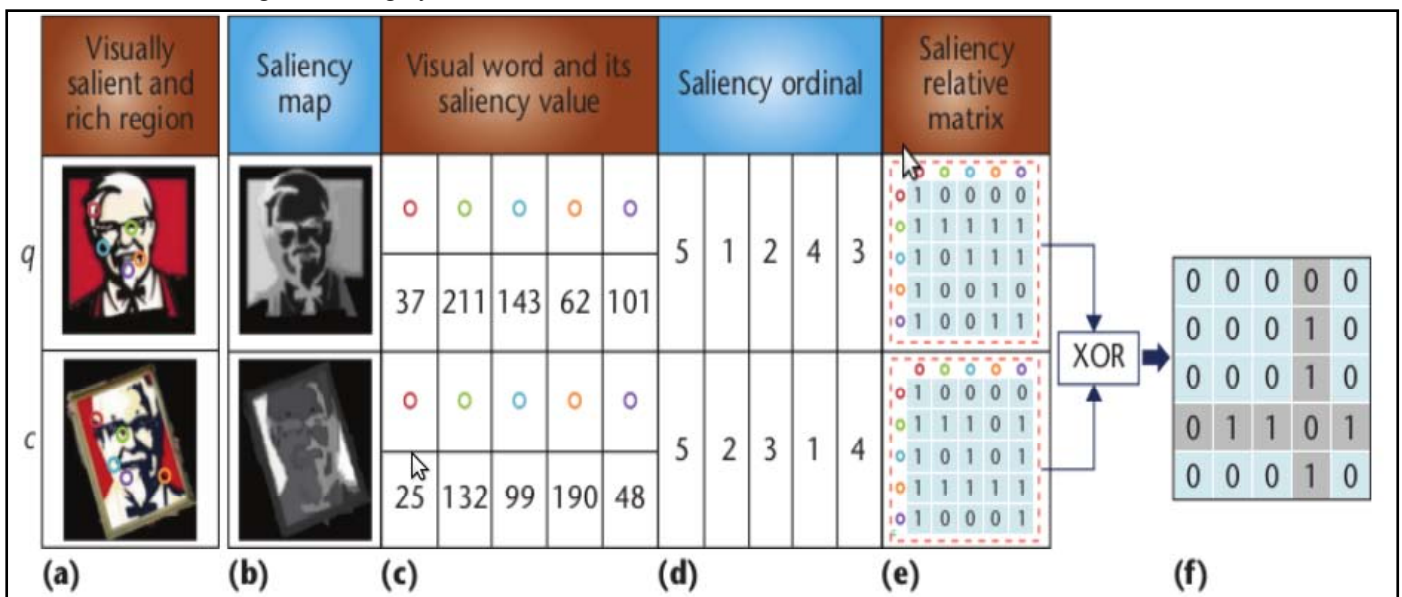 Visually
salient and
rich region
Saliency
map
Visual word and its
saliency value
Saliency ordinal
Saliency
relative
matrix
q
37 211 143 62 101
5 1 2 4 3
1 0 0 0 0
1 1 1 1 1
1 0 1 1 1
1 0 0 1 0
1 0 0 1 1
c
25 132 99 190 48
5 2 3 1 4
1 0 0 0 0
1 1 1 0 1
1 0 1 0 1
1 1 1 1 1
1 0 0 0 1
XOR
0 0 0 0 0
0 0 0 1 0
0 0 0 1 0
0 1 1 0 1
0 0 0 1 0
(a) (b) (c) (d) (e) (f)